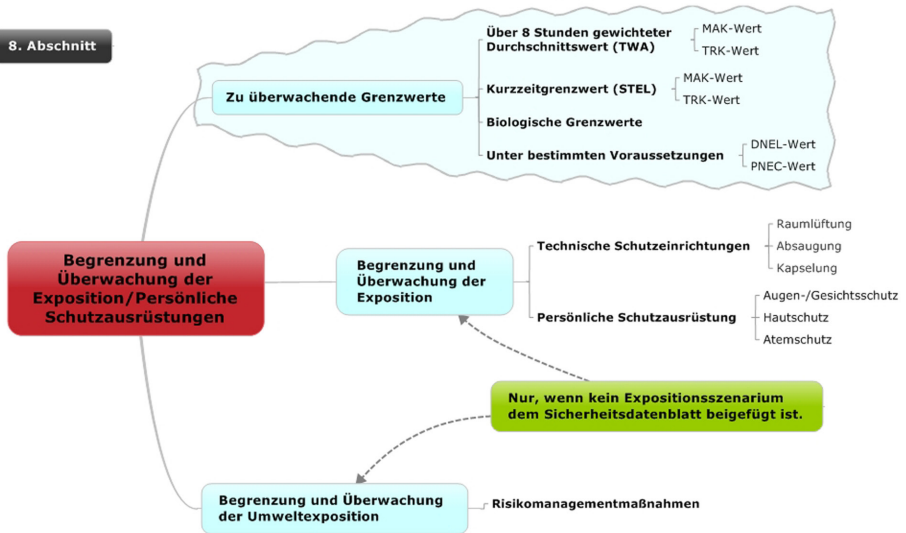 8. Abschnitt
Über 8 Stunden gewichteter
Durchschnittswert (TWA)
MAK-Wert
TRK-Wert
Zu überwachende Grenzwerte
Kurzzeitgrenzwert (STEL)
MAK-Wert
TRK-Wert
Biologische Grenzwerte
Unter bestimmten Voraussetzungen
DNEL-Wert
PNEC-Wert
Begrenzung und
Überwachung der
Exposition/Persönliche
Schutzausrüstungen
Begrenzung und
Überwachung der
Exposition
Technische Schutzeinrichtungen
Raumlüftung
Absaugung
Kapselung
Persönliche Schutzausrüstung
Augen-/Gesichtsschutz
Hautschutz
Atemschutz
Nur, wenn kein Expositionsszenarium
dem Sicherheitsdatenblatt beigefügt ist.
Begrenzung und Überwachung
der Umweltexposition
Risikomanagementmaßnahmen